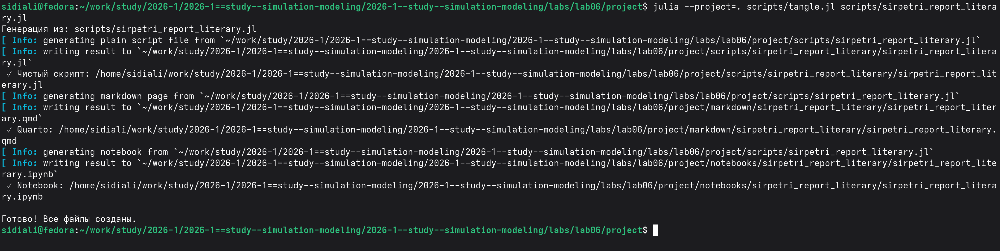 sidiali@fedora:~/work/study/2026-1/2026-1==study--simulation-modeling/2026-1--study--simulation-modeling/labs/lab06/project$ julia --project=. scripts/tangle.jl scripts/sirpetri_report_litera
ry.jl
Генерация из: scripts/sirpetri_report_literary.jl
[ Info: generating plain script file from `~/work/study/2026-1/2026-1==study--simulation-modeling/2026-1--study--simulation-modeling/labs/lab06/project/scripts/sirpetri_report_literary.jl`
[ Info: writing result to `~/work/study/2026-1/2026-1==study--simulation-modeling/2026-1--study--simulation-modeling/labs/lab06/project/scripts/sirpetri_report_literary/sirpetri_report_litera
ry.jl`
✓ Чистый скрипт: /home/sidiali/work/study/2026-1/2026-1==study--simulation-modeling/2026-1--study--simulation-modeling/labs/lab06/project/scripts/sirpetri_report_literary/sirpetri_report_lit
erary.jl
[ Info: generating markdown page from `~/work/study/2026-1/2026-1==study--simulation-modeling/2026-1--study--simulation-modeling/labs/lab06/project/scripts/sirpetri_report_literary.jl`
[ Info: writing result to `~/work/study/2026-1/2026-1==study--simulation-modeling/2026-1--study--simulation-modeling/labs/lab06/project/markdown/sirpetri_report_literary/sirpetri_report_liter
ary.qmd`
✓ Quarto: /home/sidiali/work/study/2026-1/2026-1==study--simulation-modeling/2026-1--study--simulation-modeling/labs/lab06/project/markdown/sirpetri_report_literary/sirpetri_report_literary.
qmd
[ Info: generating notebook from `~/work/study/2026-1/2026-1==study--simulation-modeling/2026-1--study--simulation-modeling/labs/lab06/project/scripts/sirpetri_report_literary.jl`
[ Info: writing result to `~/work/study/2026-1/2026-1==study--simulation-modeling/2026-1--study--simulation-modeling/labs/lab06/project/notebooks/sirpetri_report_literary/sirpetri_report_lite
rary.ipynb`
✓ Notebook: /home/sidiali/work/study/2026-1/2026-1==study--simulation-modeling/2026-1--study--simulation-modeling/labs/lab06/project/notebooks/sirpetri_report_literary/sirpetri_report_litera
ry.ipynb
Готово! Все файлы созданы.
sidiali@fedora:~/work/study/2026-1/2026-1==study--simulation-modeling/2026-1--study--simulation-modeling/labs/lab06/project$